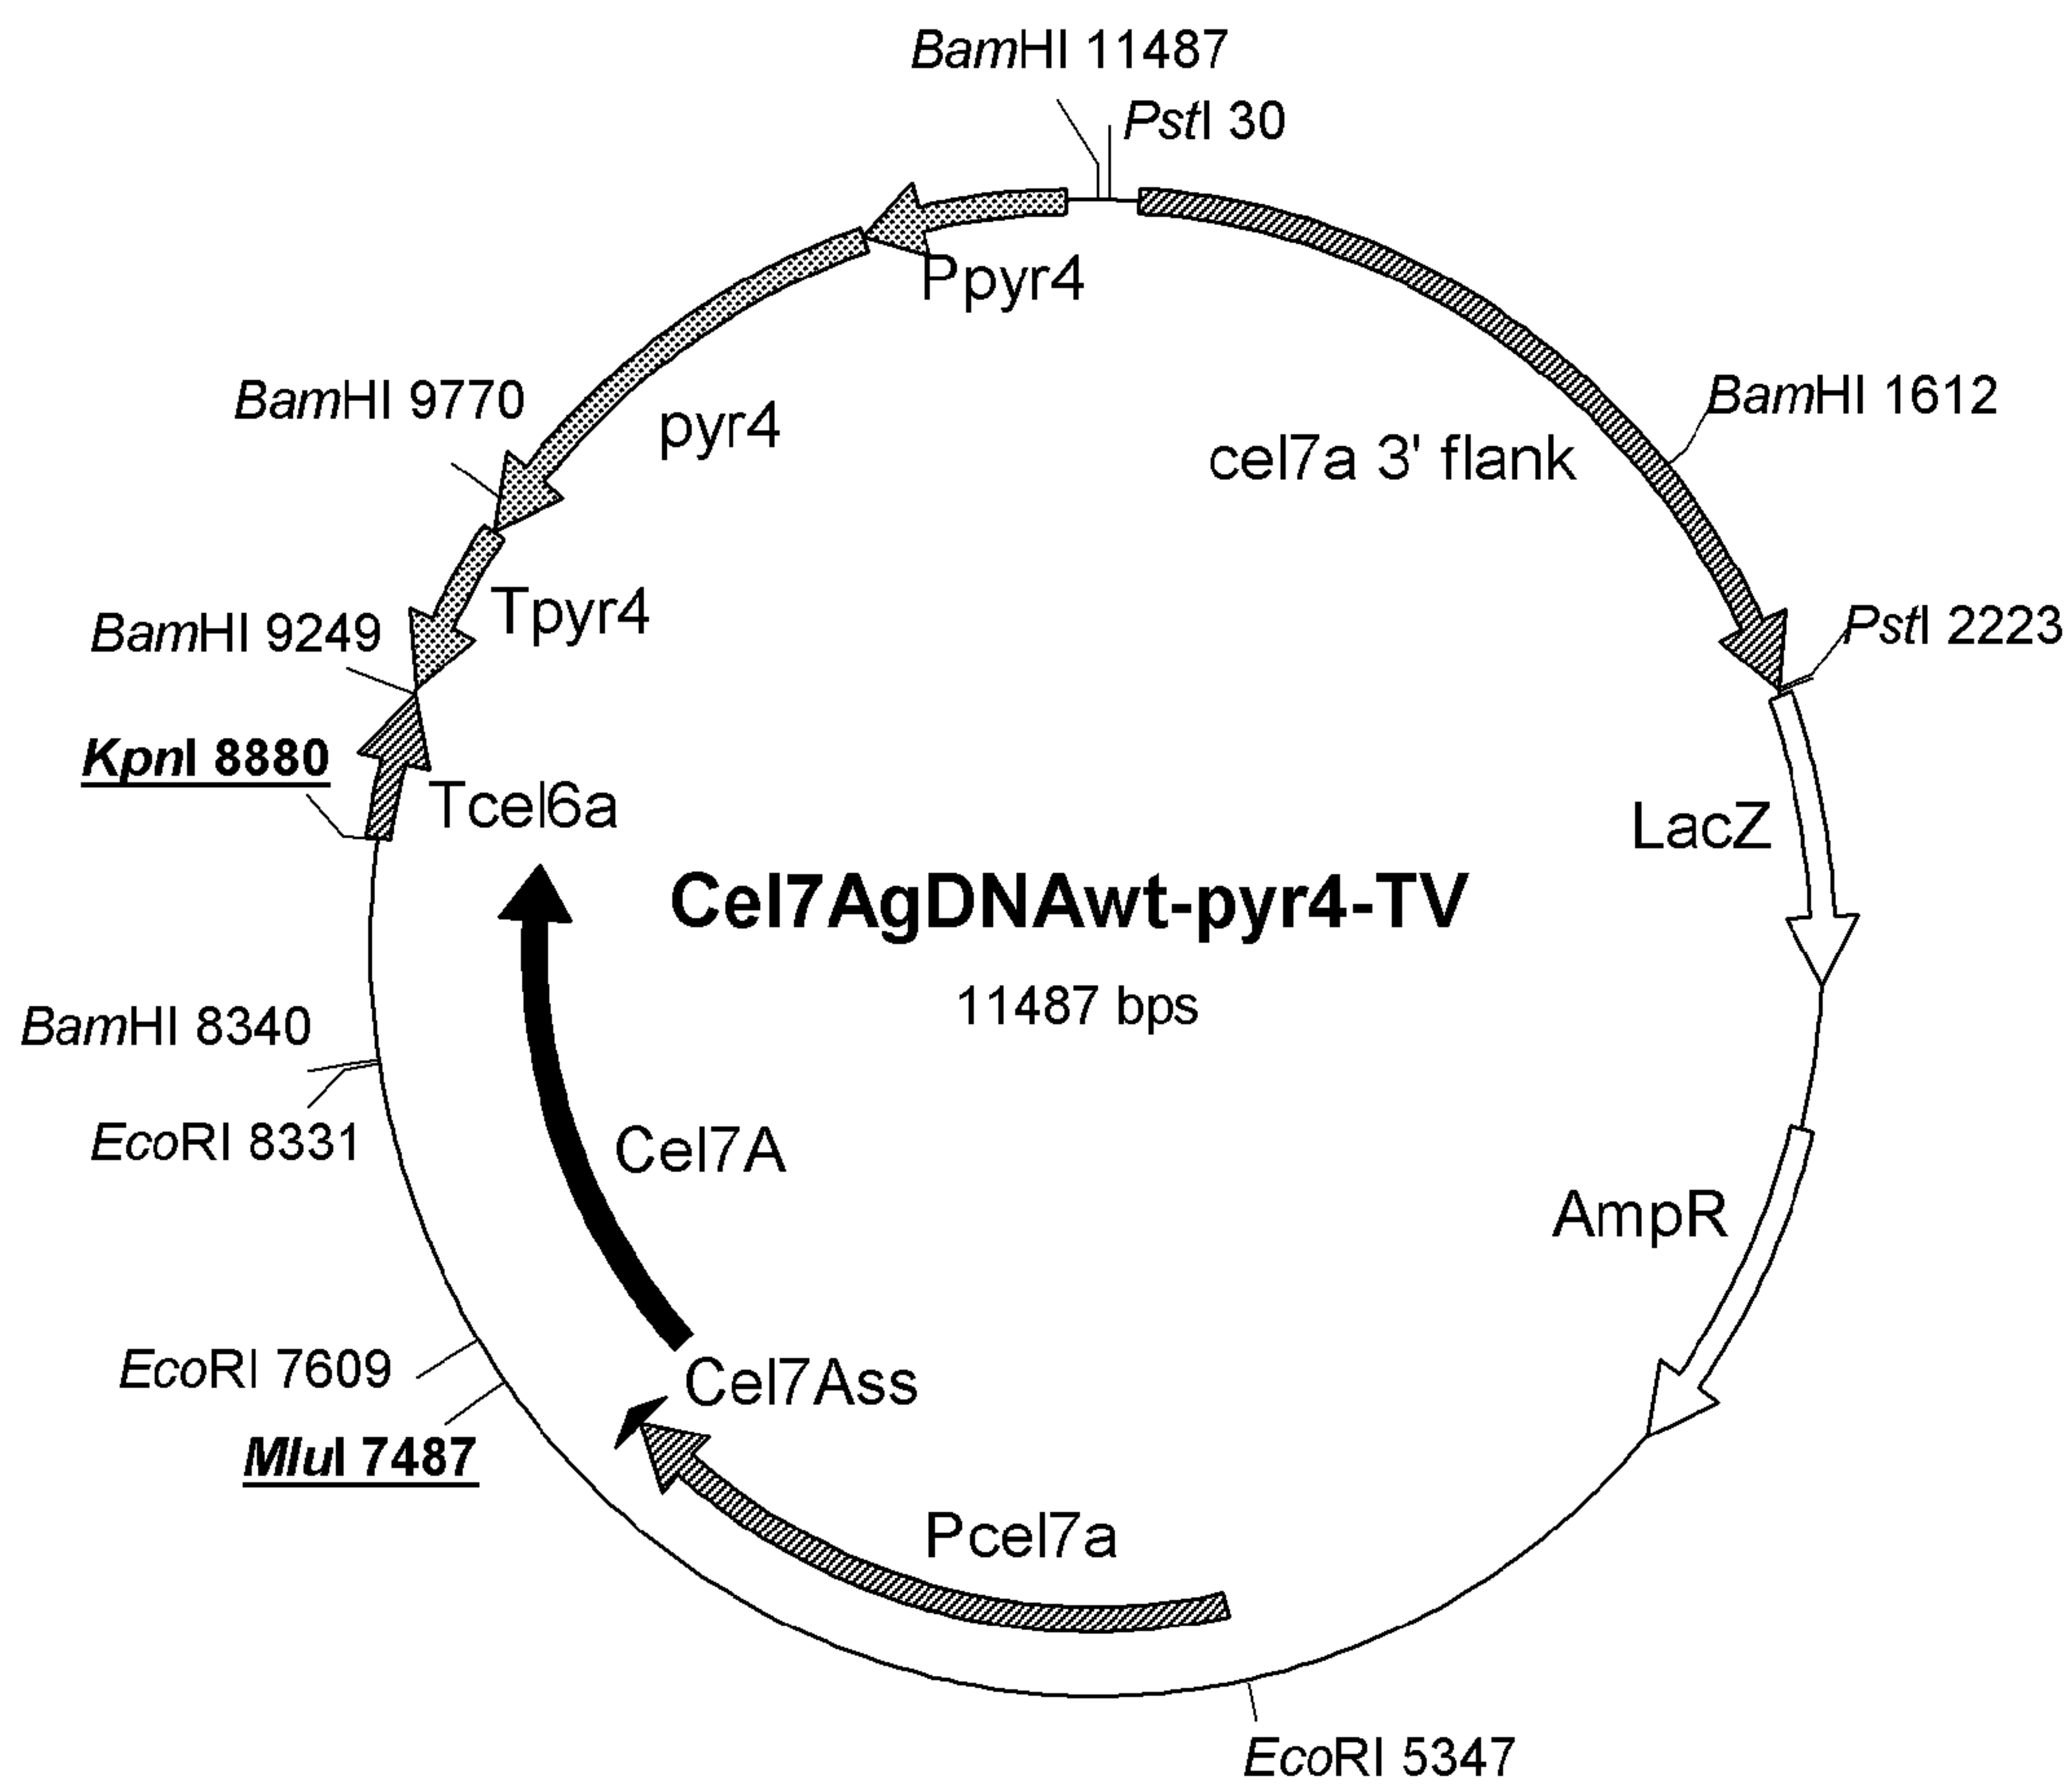 BamHI 11487
PstI 30
Ppyr4
BamHI 9770
pyr4
BamHI 1612
cel7a 3' flank
Tpyr4
BamHI 9249
PstI 2223
KpnI 8880
Tcel6a
LacZ
Cel7AgDNAwt-pyr4-TV
11487 bps
BamHI 8340
EcoRI 8331
Cel7A
AmpR
EcoRI 7609
Cel7Ass
MluI 7487
Pcel7a
EcoRI 5347